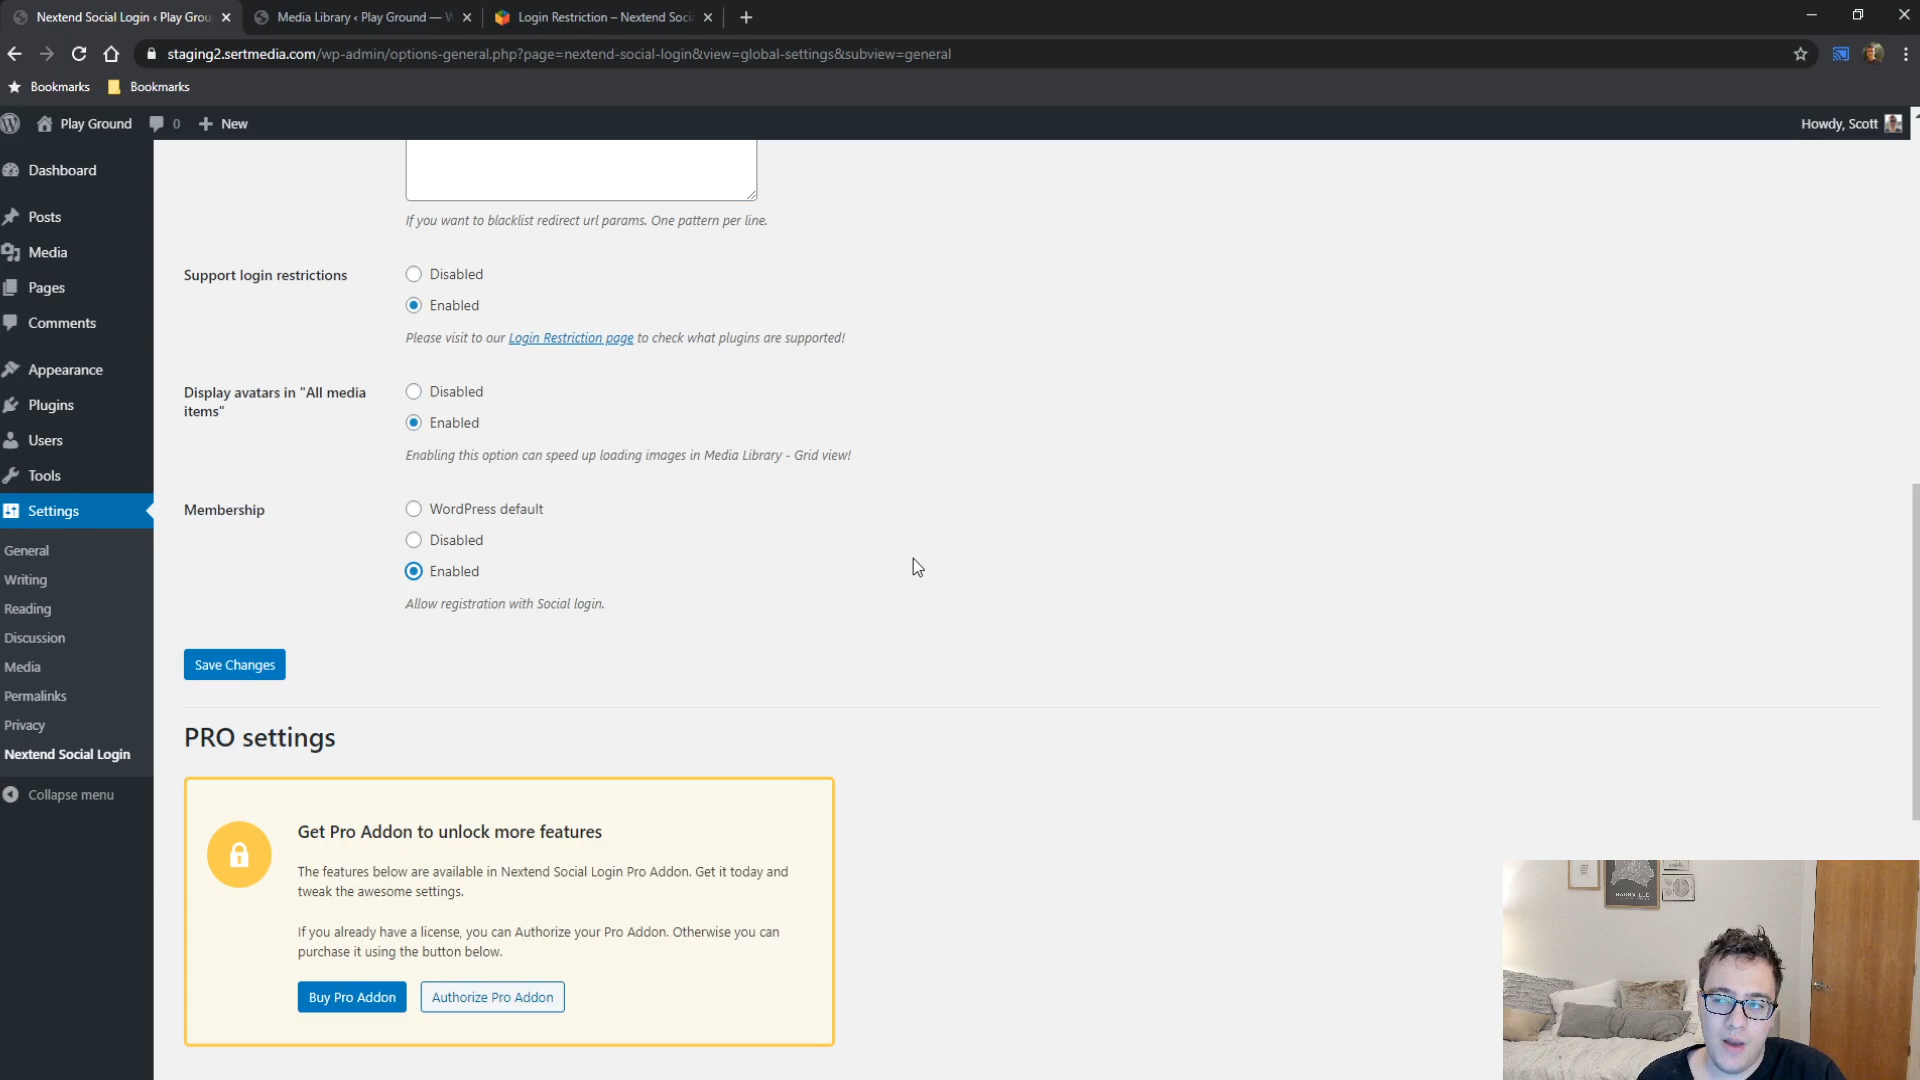 Nextend Social Login ‹ Play Grou
Media Library ‹ Play Ground — W
Login Restriction – Nextend Soci
staging2.sertmedia.com/wp-admin/options-general.php?page=nextend-social-login&view=global-settings&subview=general
Bookmarks
Bookmarks
Play Ground
0
New
Howdy, Scott
Dashboard
Posts
Media
Pages
Comments
Appearance
Plugins
Users
Tools
Settings
General
Writing
Reading
Discussion
Media
Permalinks
Privacy
Nextend Social Login
Collapse menu
If you want to blacklist redirect url params. One pattern per line.
Support login restrictions
Disabled
Enabled
Please visit to our Login Restriction page to check what plugins are supported!
Display avatars in "All media
items"
Disabled
Enabled
Enabling this option can speed up loading images in Media Library - Grid view!
Membership
WordPress default
Disabled
Enabled
Allow registration with Social login.
Save Changes
PRO settings
Get Pro Addon to unlock more features
The features below are available in Nextend Social Login Pro Addon. Get it today and
tweak the awesome settings.
If you already have a license, you can Authorize your Pro Addon. Otherwise you can
purchase it using the button below.
Buy Pro Addon
Authorize Pro Addon